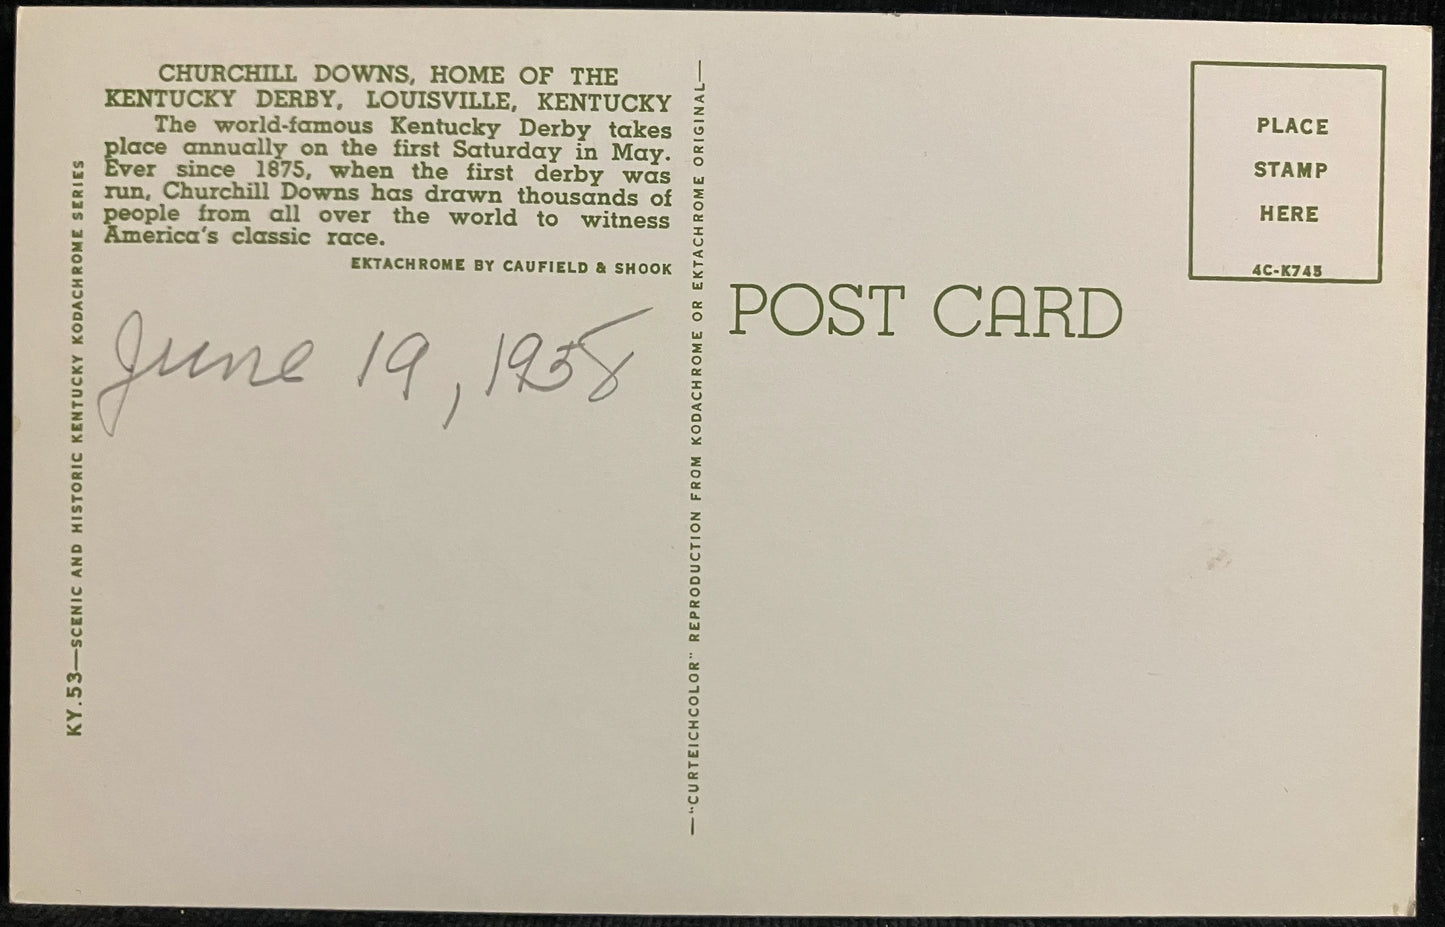 CHURCHILL DOWNS, HOME OF THE
KENTUCKY DERBY, LOUISVILLE, KENTUCKY
The world-famous Kentucky Derby takes
place annually on the first Saturday in May.
Ever since 1875, when the first derby was
run, Churchill Downs has drawn thousands of
people from all over the world to witness
America's classic race.
EKTACHROME BY CAUFIELD & SHOOK
June 19, 1958
KY.53—SCENIC AND HISTORIC KENTUCKY KODACHROME SERIES
—"CURTEICHCOLOR" REPRODUCTION FROM KODACHROME OR EKTACHROME ORIGINAL—
POST CARD
PLACE
STAMP
HERE
4C-K745